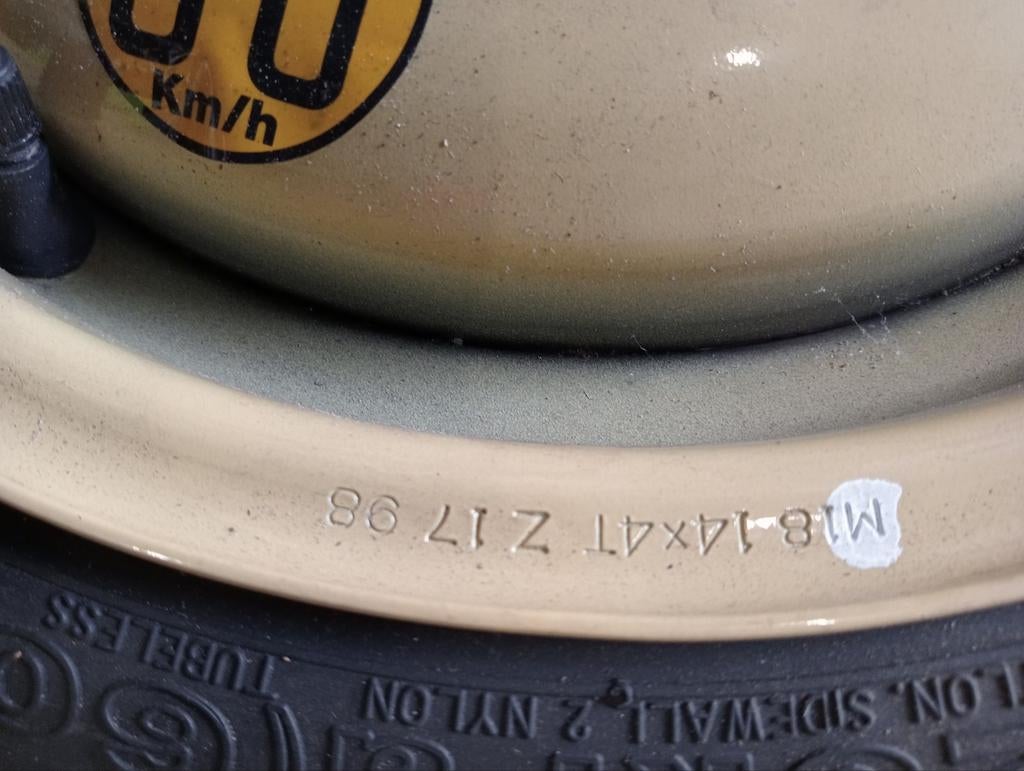 Km/h
M18 14x4T Z 17 98
SIDEWALL 2 NYLON
TUBELESS